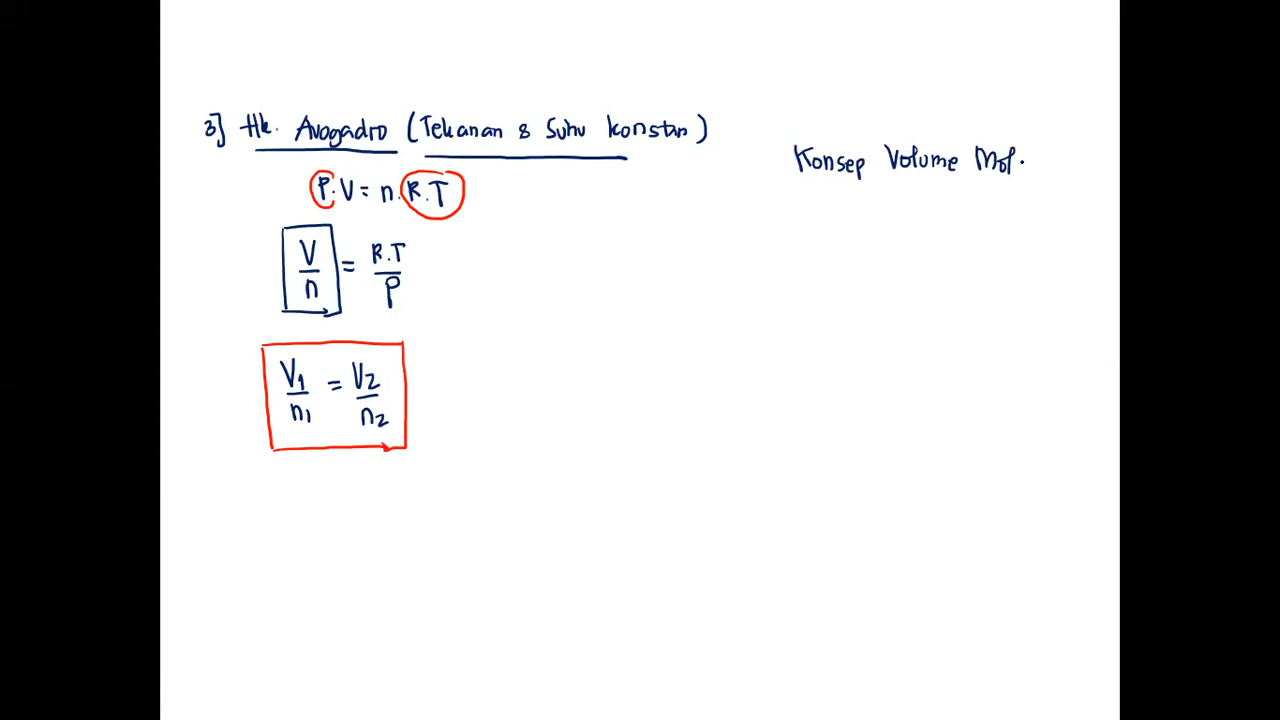 3] Hk. Avogadro (Tekanan & Suhu konstan)
P.V = n.R.T
V/n = R.T/P
V1/n1 = V2/n2
Konsep Volume Mol.